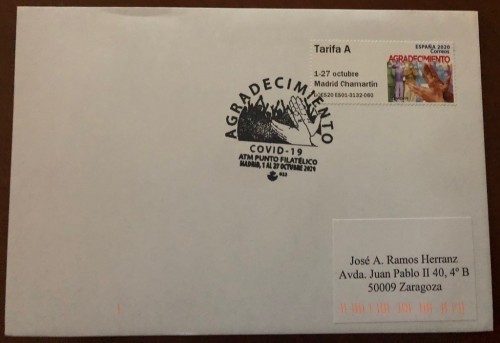 Tarifa A
1-27 octubre
Madrid Chamartín
ESPAÑA 2020
Correos
AGRADECIMIENTO
AGRADECIMIENTO
COVID-19
ATM PUNTO FILATÉLICO
MADRID, 1 AL 27 OCTUBRE 2020
José A. Ramos Herranz
Avda. Juan Pablo II 40, 4º B
50009 Zaragoza